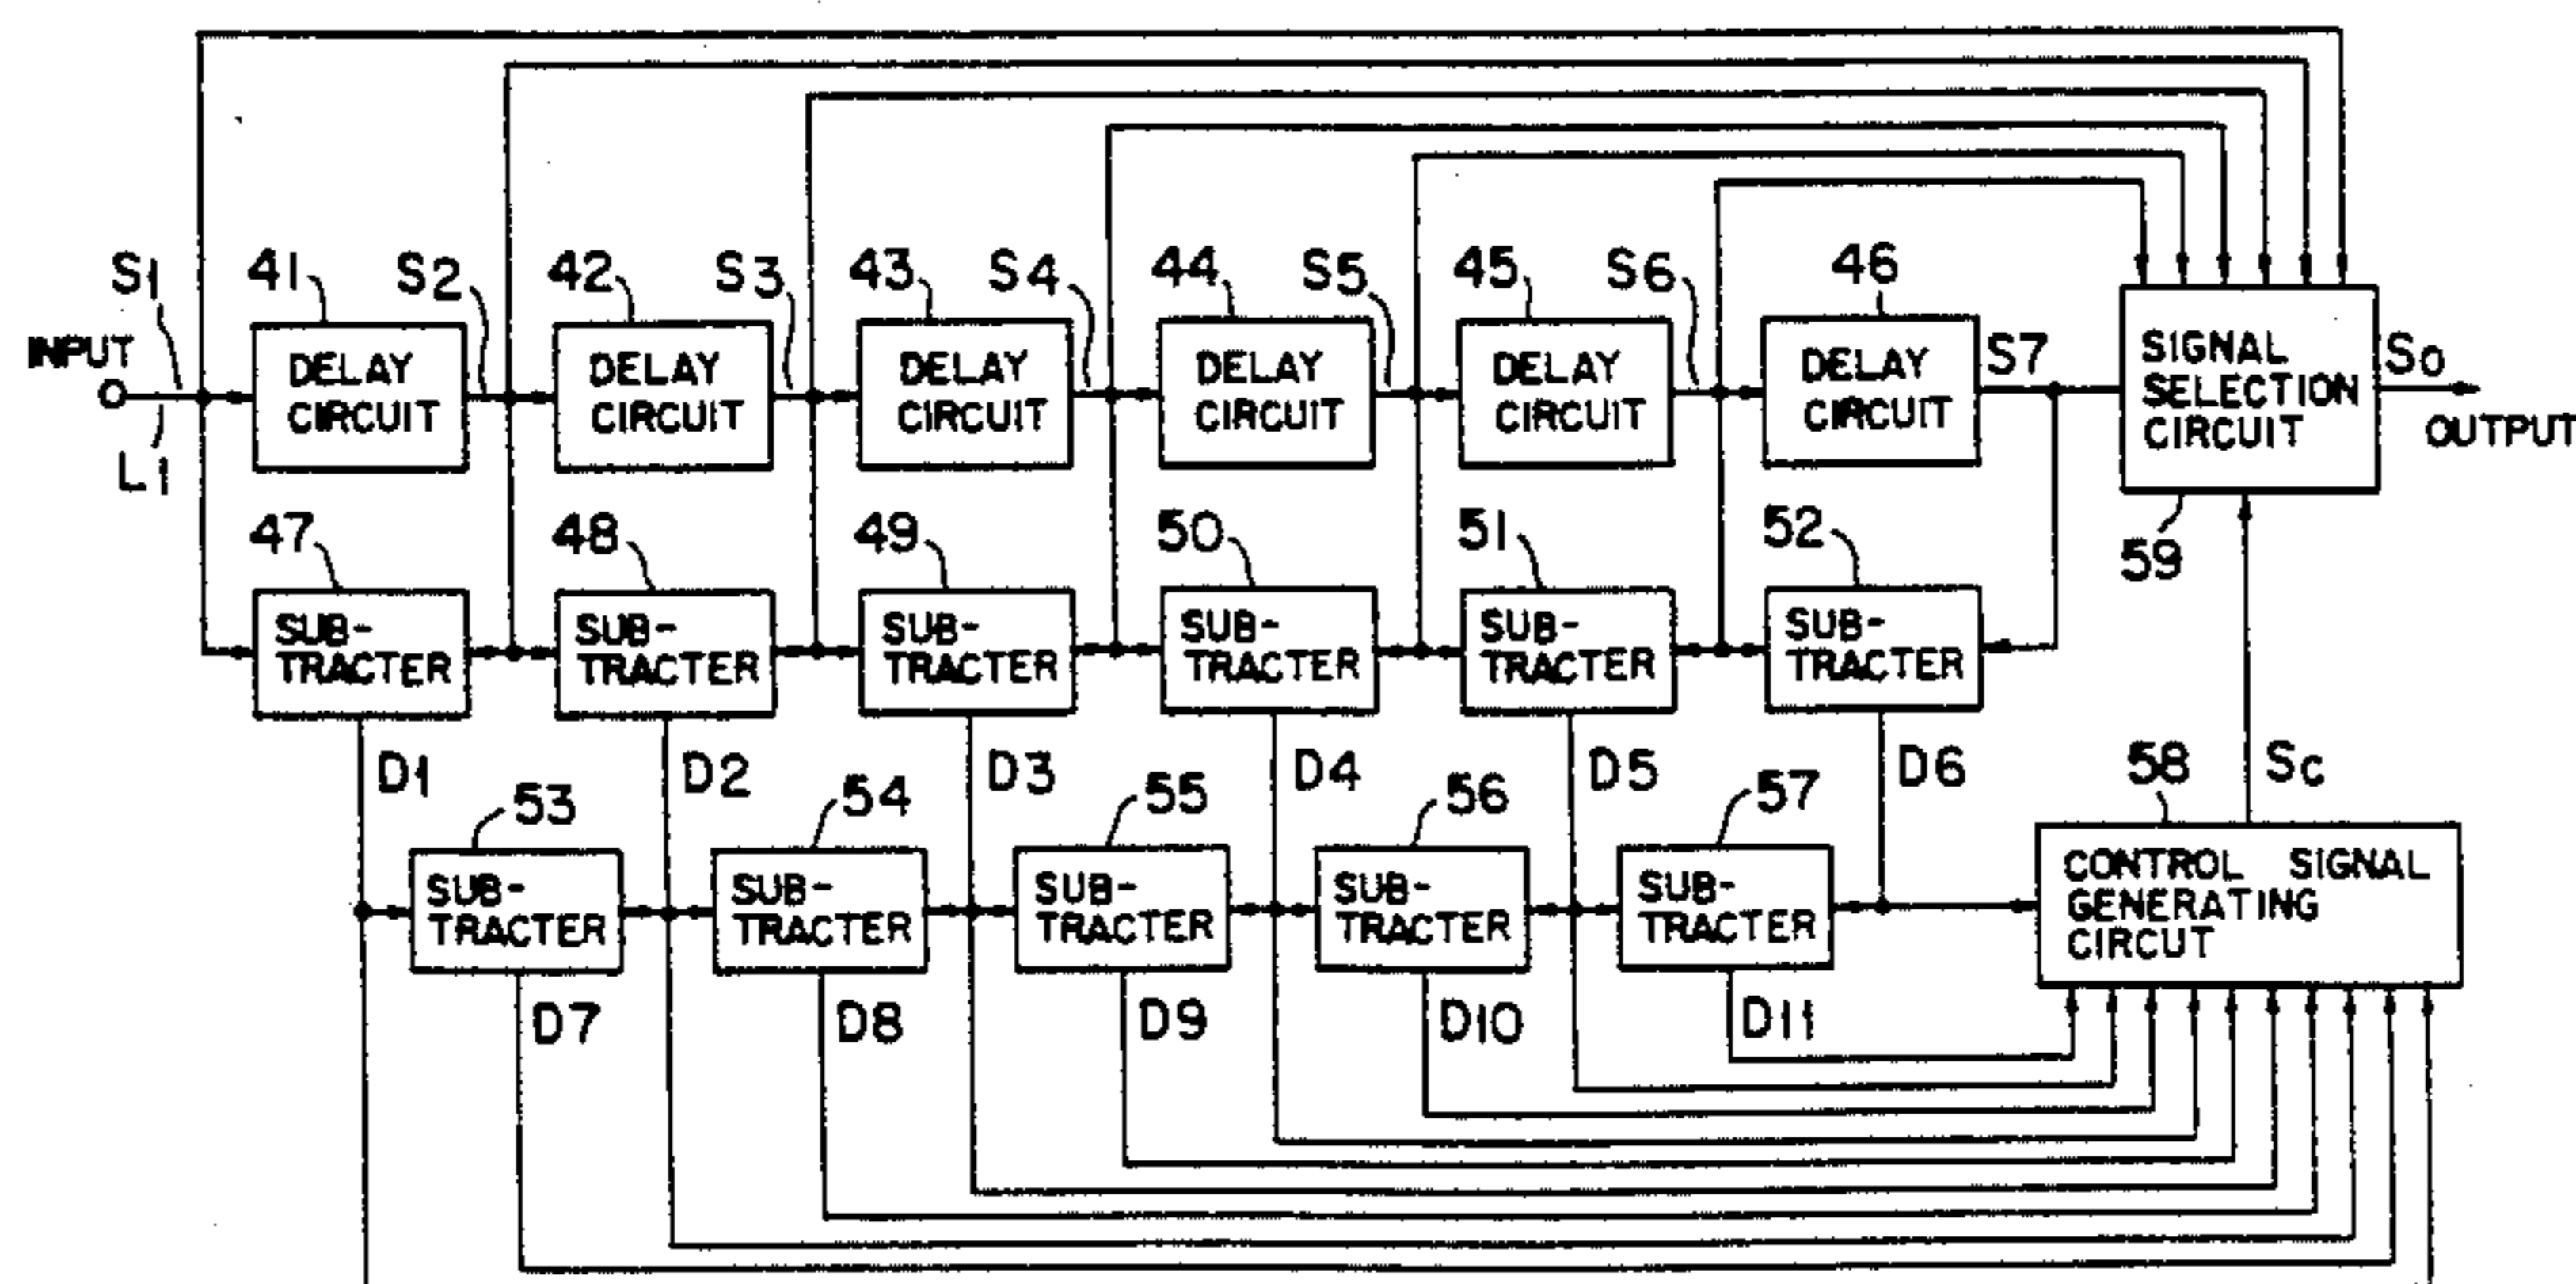 S1 41 S2 42 S3 43 S4 44 S5 45 S6 46
INPUT
L1
DELAY
CIRCUIT
DELAY
CIRCUIT
DELAY
CIRCUIT
DELAY
CIRCUIT
DELAY
CIRCUIT
DELAY
CIRCUIT
S7
SIGNAL
SELECTION
CIRCUIT
So
OUTPUT
59
47 48 49 50 51 52
SUB-
TRACTER
SUB-
TRACTER
SUB-
TRACTER
SUB-
TRACTER
SUB-
TRACTER
SUB-
TRACTER
D1 D2 D3 D4 D5 D6
53 54 55 56 57 58 Sc
SUB-
TRACTER
SUB-
TRACTER
SUB-
TRACTER
SUB-
TRACTER
SUB-
TRACTER
CONTROL SIGNAL
GENERATING
CIRCUT
D7 D8 D9 D10 D11